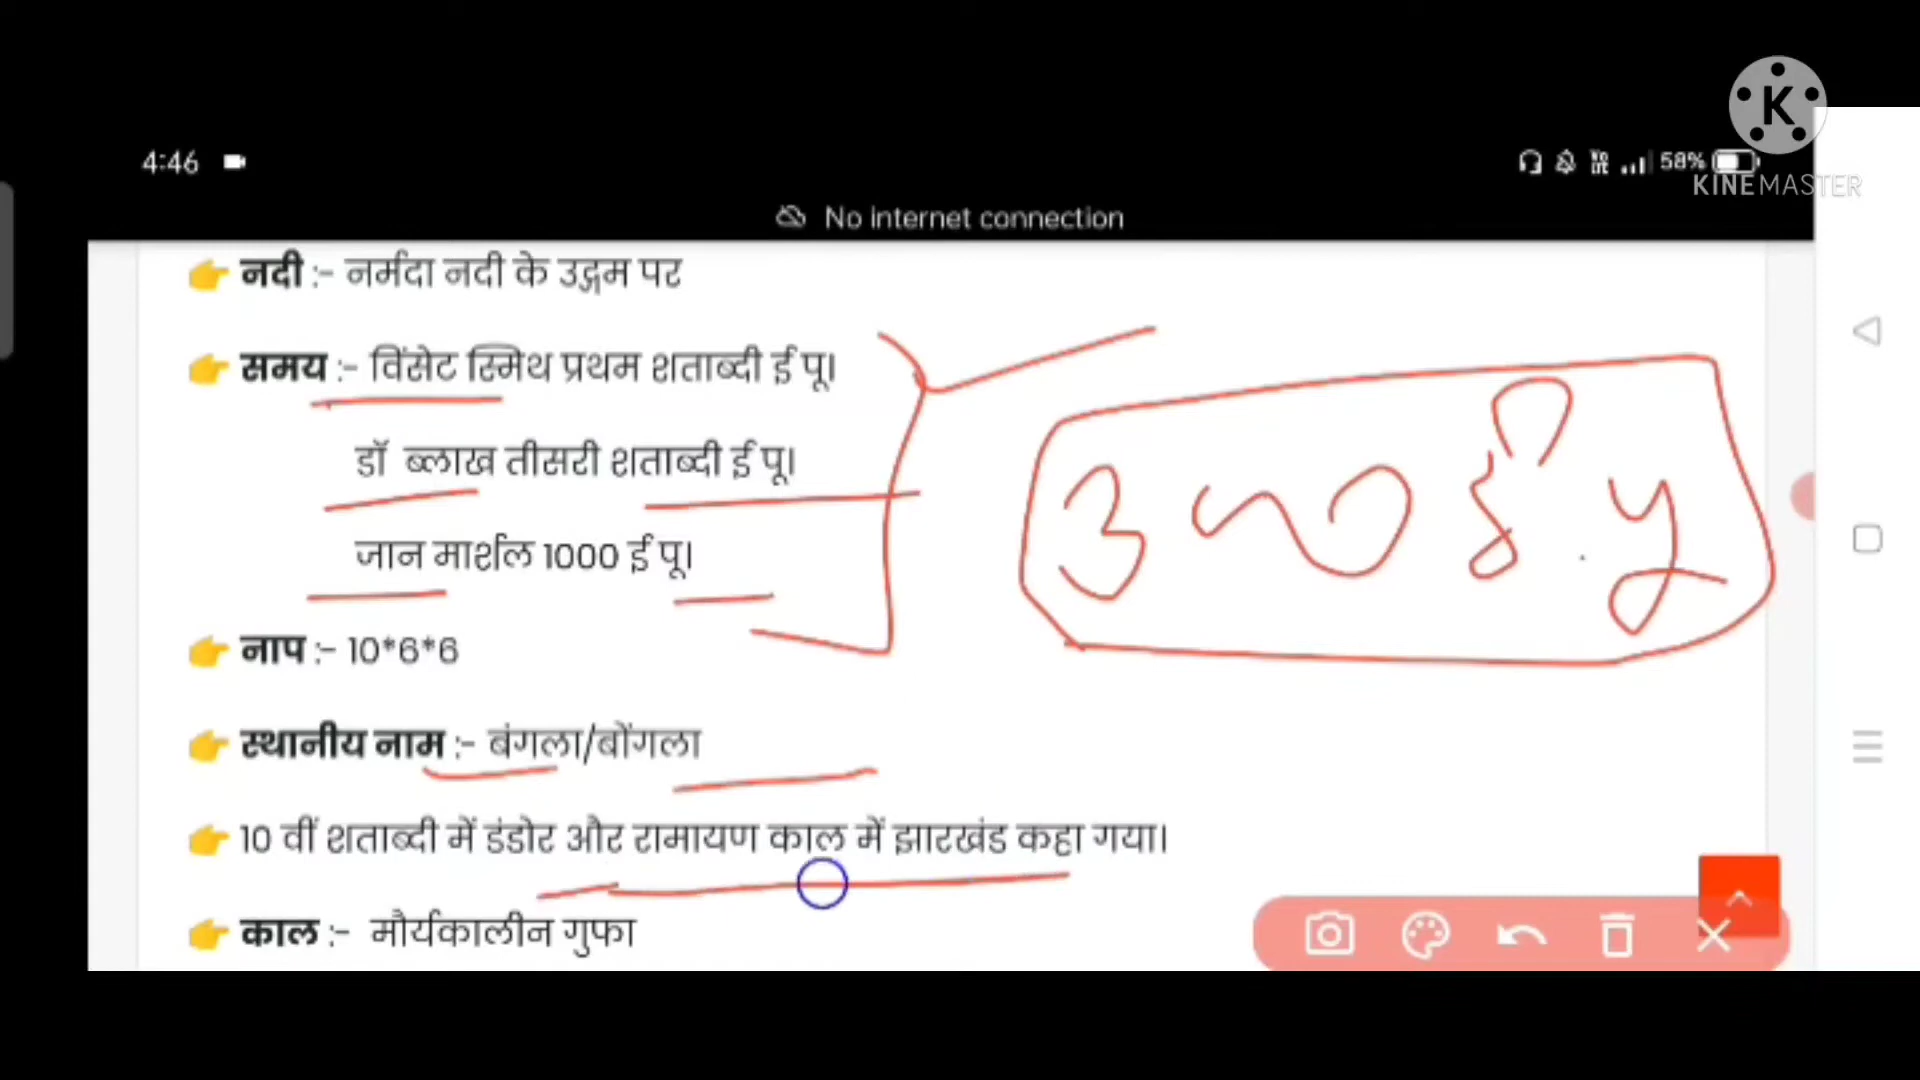 4:46
58%
K
KINEMASTER
No internet connection
नदी :- नर्मदा नदी के उद्गम पर
समय :- विंसेट स्मिथ प्रथम शताब्दी ई पू।
डॉ ब्लाख तीसरी शताब्दी ई पू।
जान मार्शल 1000 ई पू।
300 ई. पू
नाप :- 10*6*6
स्थानीय नाम :- बंगला/बोंगला
10 वीं शताब्दी में डंडोर और रामायण काल में झारखंड कहा गया।
काल :- मौर्यकालीन गुफा